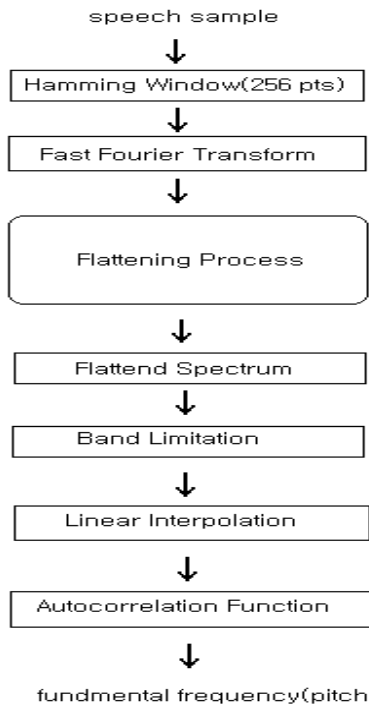 speech sample
Hamming Window(256 pts)
Fast Fourier Transform
Flattening Process
Flattend Spectrum
Band Limitation
Linear Interpolation
Autocorrelation Function
fundmental frequency(pitch